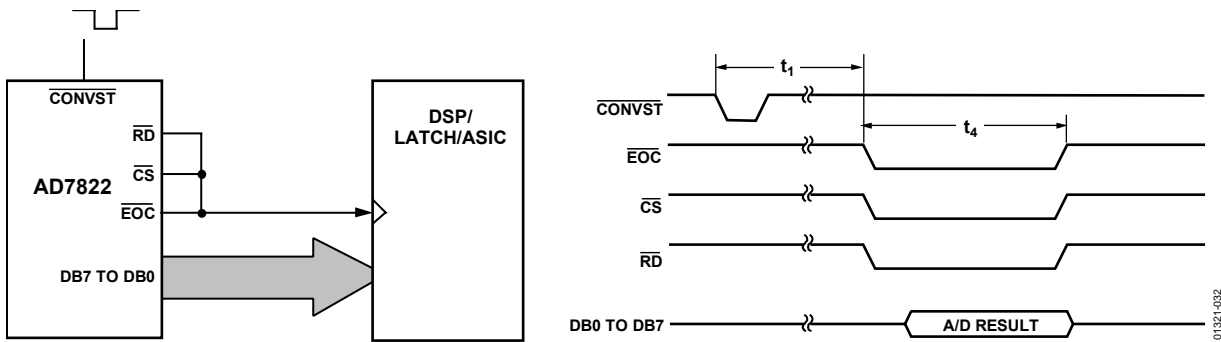 CONVST
RD
CS
EOC
AD7822
DB7 TO DB0
DSP/
LATCH/ASIC
t1
CONVST
t4
EOC
CS
RD
DB0 TO DB7
A/D RESULT
01321-032